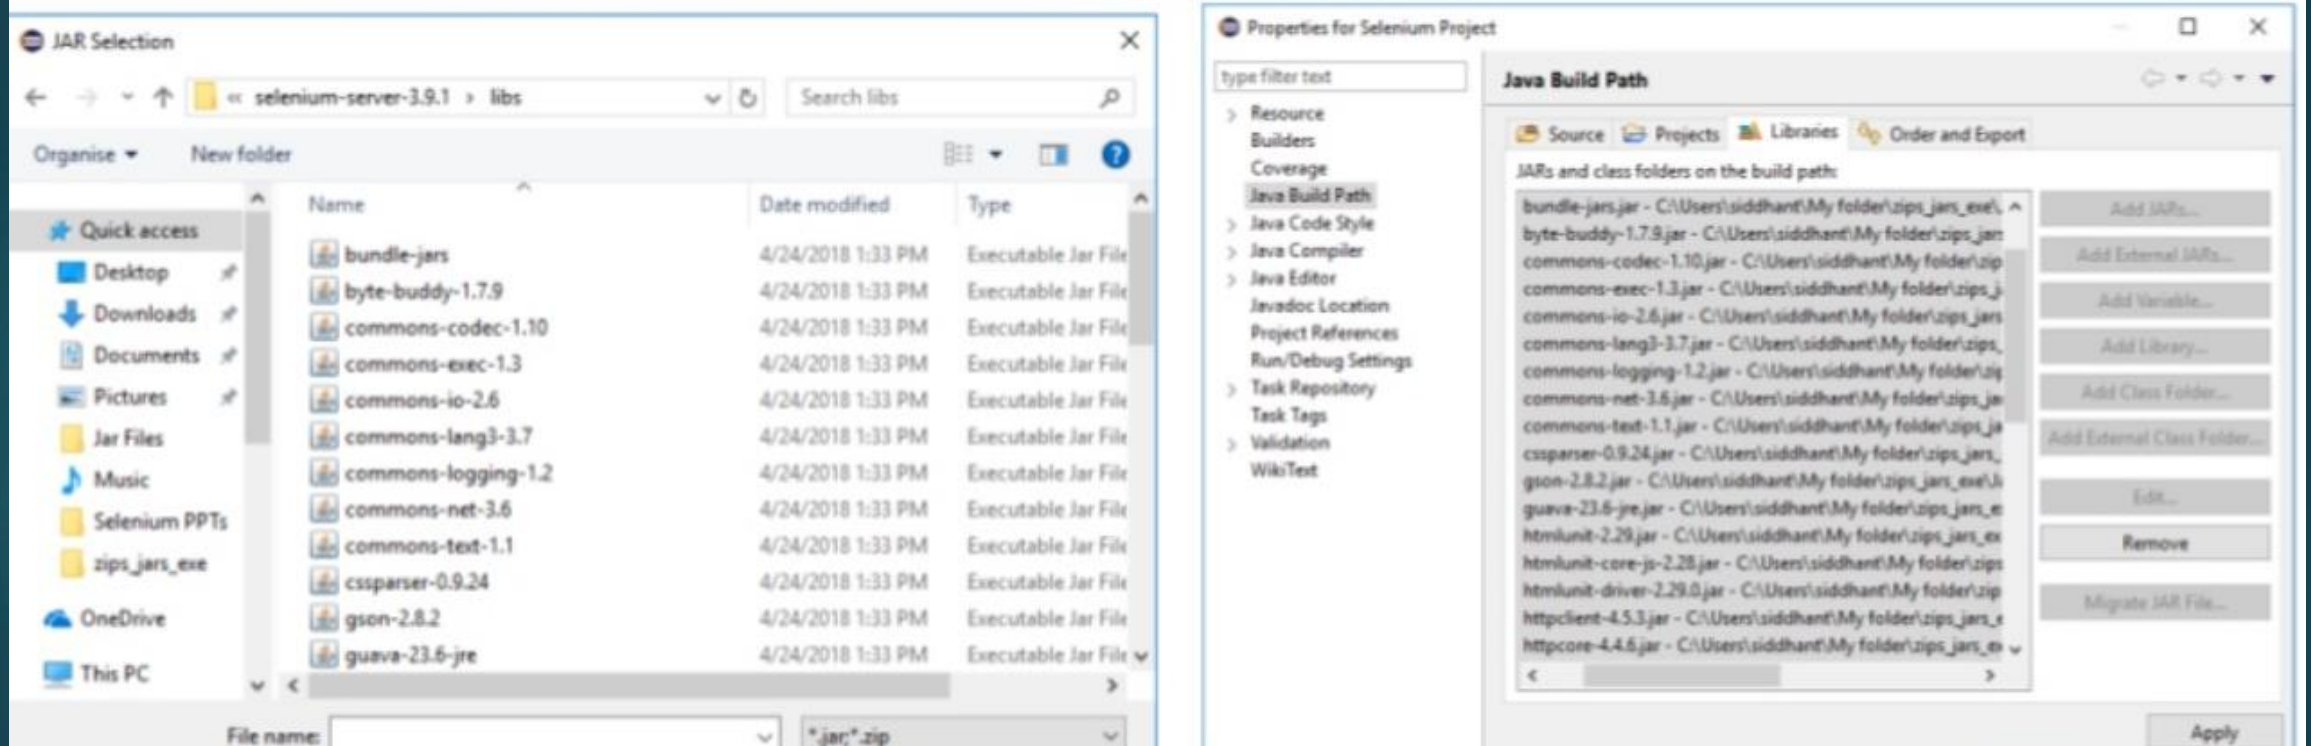 JAR Selection
« selenium-server-3.9.1 > libs
Search libs
Organise
New folder
Name
Date modified
Type
Quick access
Desktop
Downloads
Documents
Pictures
Jar Files
Music
Selenium PPTs
zips_jars_exe
OneDrive
This PC
bundle-jars 4/24/2018 1:33 PM Executable Jar File
byte-buddy-1.7.9 4/24/2018 1:33 PM Executable Jar File
commons-codec-1.10 4/24/2018 1:33 PM Executable Jar File
commons-exec-1.3 4/24/2018 1:33 PM Executable Jar File
commons-io-2.6 4/24/2018 1:33 PM Executable Jar File
commons-lang3-3.7 4/24/2018 1:33 PM Executable Jar File
commons-logging-1.2 4/24/2018 1:33 PM Executable Jar File
commons-net-3.6 4/24/2018 1:33 PM Executable Jar File
commons-text-1.1 4/24/2018 1:33 PM Executable Jar File
cssparser-0.9.24 4/24/2018 1:33 PM Executable Jar File
gson-2.8.2 4/24/2018 1:33 PM Executable Jar File
guava-23.6-jre 4/24/2018 1:33 PM Executable Jar File
File name:
*.jar;*.zip
Properties for Selenium Project
type filter text
Resource
Builders
Coverage
Java Build Path
Java Code Style
Java Compiler
Java Editor
Javadoc Location
Project References
Run/Debug Settings
Task Repository
Task Tags
Validation
WikiText
Java Build Path
Source
Projects
Libraries
Order and Export
JARs and class folders on the build path:
bundle-jars.jar - C:\Users\siddhant\My folder\zips_jars_exe\
byte-buddy-1.7.9.jar - C:\Users\siddhant\My folder\zips_jars
commons-codec-1.10.jar - C:\Users\siddhant\My folder\zip
commons-exec-1.3.jar - C:\Users\siddhant\My folder\zips_j
commons-io-2.6.jar - C:\Users\siddhant\My folder\zips_jars
commons-lang3-3.7.jar - C:\Users\siddhant\My folder\zips_
commons-logging-1.2.jar - C:\Users\siddhant\My folder\zip
commons-net-3.6.jar - C:\Users\siddhant\My folder\zips_ja
commons-text-1.1.jar - C:\Users\siddhant\My folder\zips_ja
cssparser-0.9.24.jar - C:\Users\siddhant\My folder\zips_jars_
gson-2.8.2.jar - C:\Users\siddhant\My folder\zips_jars_exe\
guava-23.6-jre.jar - C:\Users\siddhant\My folder\zips_jars_e
htmlunit-2.29.jar - C:\Users\siddhant\My folder\zips_jars_ex
htmlunit-core-js-2.28.jar - C:\Users\siddhant\My folder\zips
htmlunit-driver-2.29.0.jar - C:\Users\siddhant\My folder\zip
httpclient-4.5.3.jar - C:\Users\siddhant\My folder\zips_jars_e
httpcore-4.4.6.jar - C:\Users\siddhant\My folder\zips_jars_ex
Add JARs...
Add External JARs...
Add Variable...
Add Library...
Add Class Folder...
Add External Class Folder...
Edit...
Remove
Migrate JAR File...
Apply